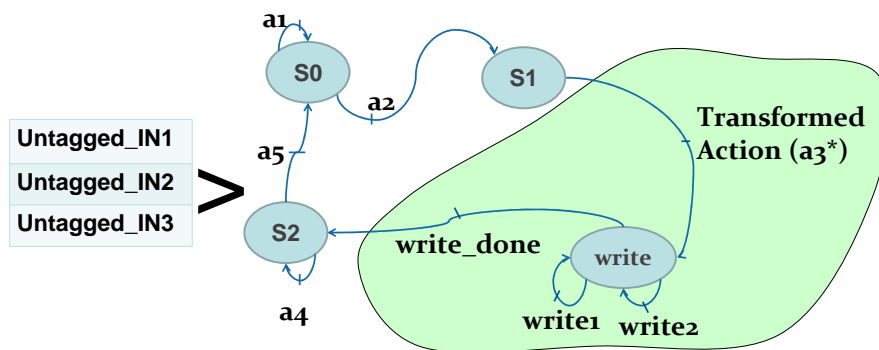 a1
S0
S1
a2
Transformed
Action (a3*)
Untagged_IN1
Untagged_IN2
Untagged_IN3
>
a5
S2
write_done
write
a4
write1
write2